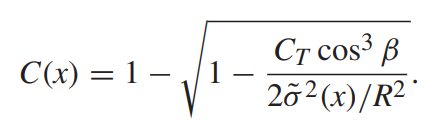 C(x) = 1 − √(1 − (C_T cos³ β)/(2σ̃²(x)/R²)).